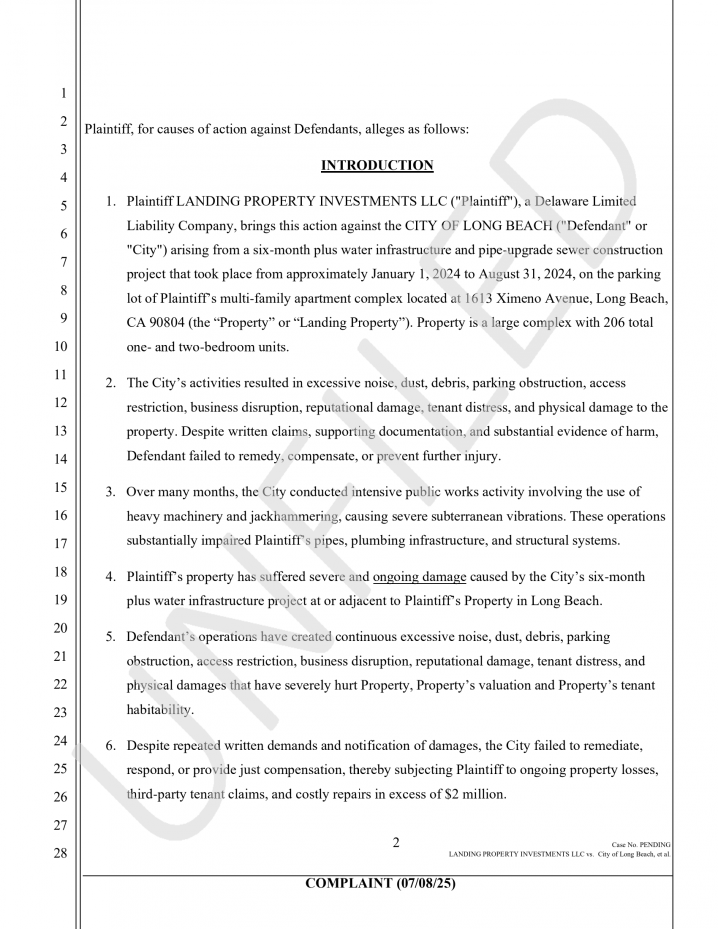 1
2
Plaintiff, for causes of action against Defendants, alleges as follows:
3
INTRODUCTION
4
5
1. Plaintiff LANDING PROPERTY INVESTMENTS LLC ("Plaintiff"), a Delaware Limited
6
Liability Company, brings this action against the CITY OF LONG BEACH ("Defendant" or
"City") arising from a six-month plus water infrastructure and pipe-upgrade sewer construction
7
project that took place from approximately January 1, 2024 to August 31, 2024, on the parking
8
lot of Plaintiff's multi-family apartment complex located at 1613 Ximeno Avenue, Long Beach,
9
CA 90804 (the “Property” or “Landing Property”). Property is a large complex with 206 total
10
one- and two-bedroom units.
11
2. The City’s activities resulted in excessive noise, dust, debris, parking obstruction, access
12
restriction, business disruption, reputational damage, tenant distress, and physical damage to the
13
property. Despite written claims, supporting documentation, and substantial evidence of harm,
14
Defendant failed to remedy, compensate, or prevent further injury.
15
3. Over many months, the City conducted intensive public works activity involving the use of
16
heavy machinery and jackhammering, causing severe subterranean vibrations. These operations
17
substantially impaired Plaintiff’s pipes, plumbing infrastructure, and structural systems.
18
4. Plaintiff’s property has suffered severe and ongoing damage caused by the City’s six-month
19
plus water infrastructure project at or adjacent to Plaintiff’s Property in Long Beach.
20
5. Defendant’s operations have created continuous excessive noise, dust, debris, parking
21
obstruction, access restriction, business disruption, reputational damage, tenant distress, and
22
physical damages that have severely hurt Property, Property’s valuation and Property’s tenant
23
habitability.
24
6. Despite repeated written demands and notification of damages, the City failed to remediate,
25
respond, or provide just compensation, thereby subjecting Plaintiff to ongoing property losses,
26
third-party tenant claims, and costly repairs in excess of $2 million.
27
28
2
Case No. PENDING
LANDING PROPERTY INVESTMENTS LLC vs. City of Long Beach, et al.
COMPLAINT (07/08/25)
UNFILED